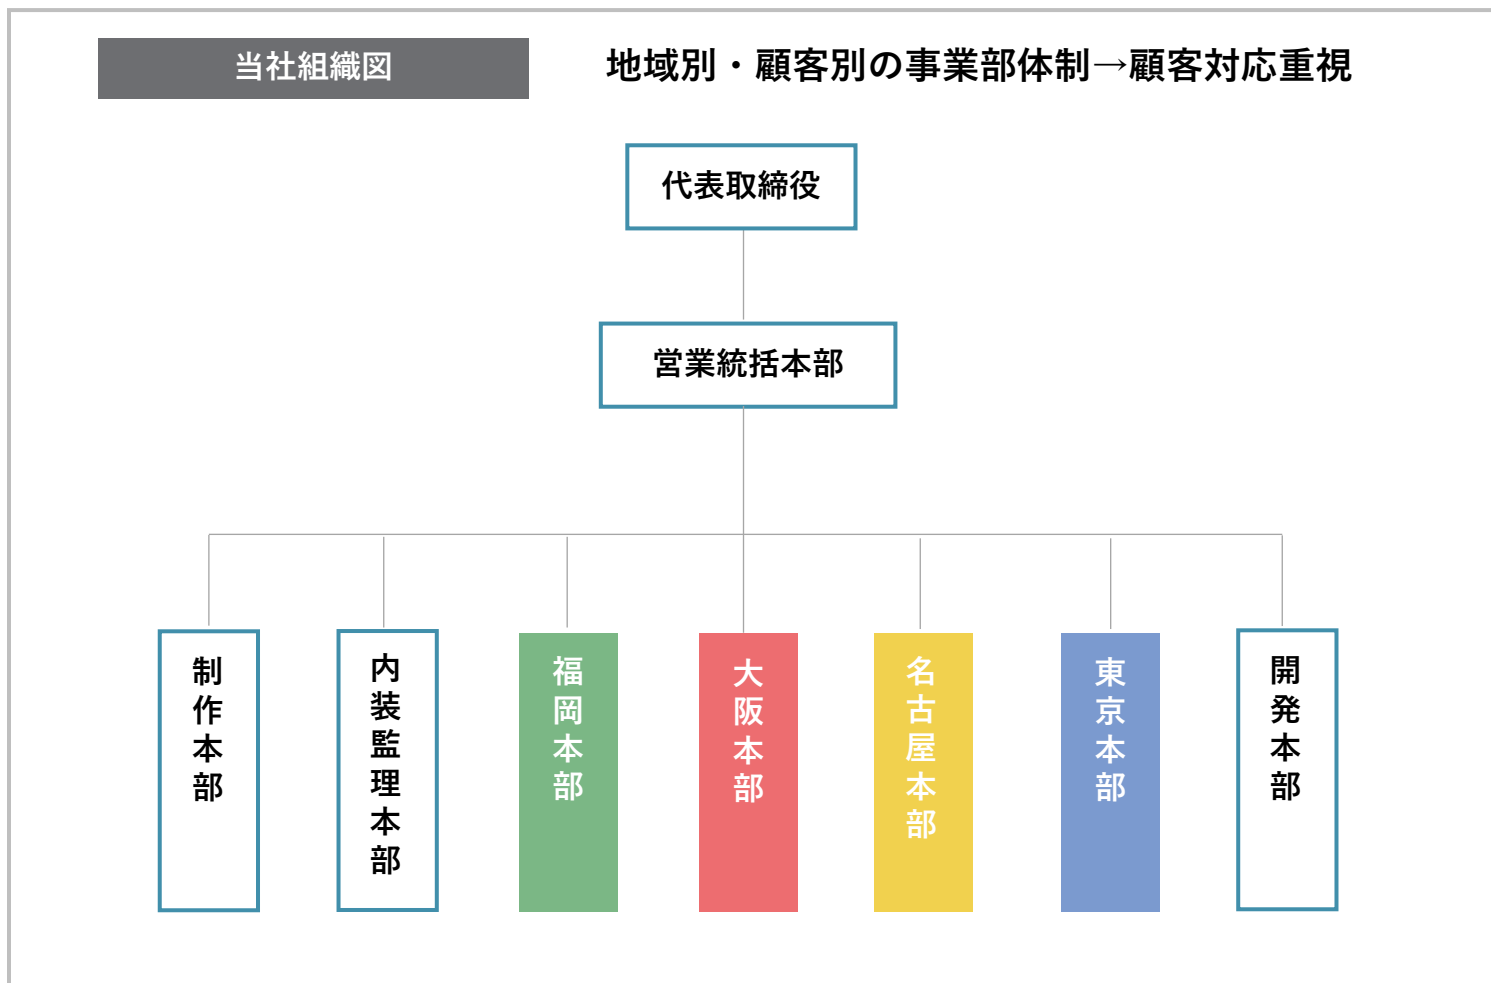 当社組織図
地域別・顧客別の事業部体制→顧客対応重視
代表取締役
営業統括本部
制作本部
内装監理本部
福岡本部
大阪本部
名古屋本部
東京本部
開発本部